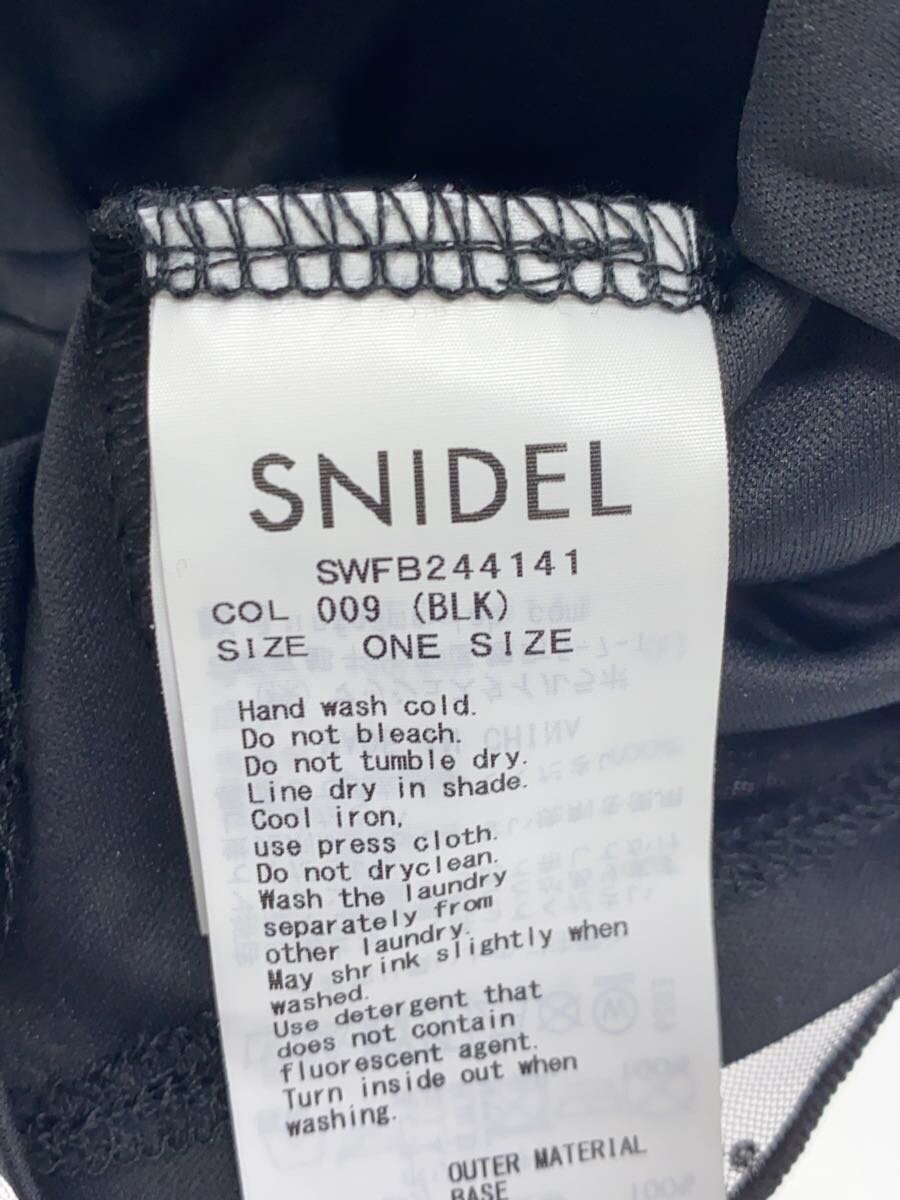 SNIDEL
SWFB244141
COL 009 (BLK)
SIZE ONE SIZE
Hand wash cold.
Do not bleach.
Do not tumble dry.
Line dry in shade.
Cool iron,
use press cloth.
Do not dryclean.
Wash the laundry
separately from
other laundry.
May shrink slightly when
washed.
Use detergent that
does not contain
fluorescent agent.
Turn inside out when
washing.
OUTER MATERIAL
BASE